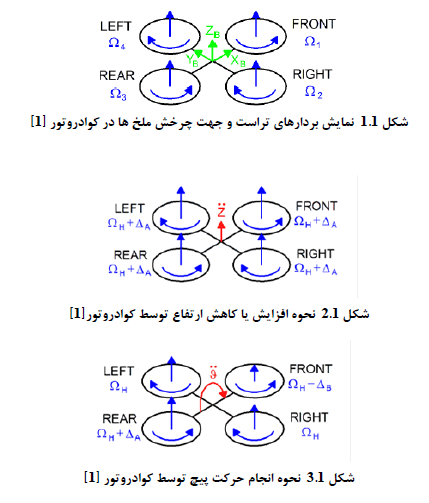 LEFT FRONT
Ω4 ZB Ω1
YB XB
REAR RIGHT
Ω3 Ω2
شکل 1.1 نمایش بردارهای تراست و جهت چرخش ملخ ها در کوادروتور [1]
LEFT FRONT
ΩH+ΔA Z̈ ΩH+ΔA
REAR RIGHT
ΩH+ΔA ΩH+ΔA
شکل 2.1 نحوه افزایش یا کاهش ارتفاع توسط کوادروتور[1]
LEFT FRONT
ΩH ϑ̈ ΩH−ΔB
REAR RIGHT
ΩH+ΔA ΩH
شکل 3.1 نحوه انجام حرکت پیچ توسط کوادروتور [1]